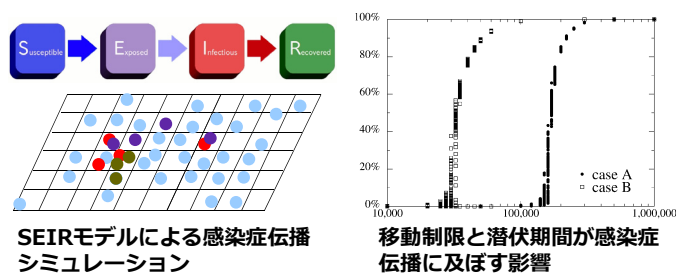 Susceptible
Exposed
Infectious
Recovered
SEIRモデルによる感染症伝播
シミュレーション
100%
80%
60%
40%
20%
0%
10,000
100,000
1,000,000
case A
case B
移動制限と潜伏期間が感染症
伝播に及ぼす影響